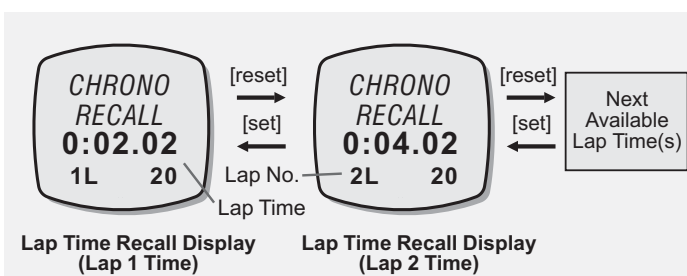 CHRONO
RECALL
0:02.02
1L 20
[reset]
[set]
Lap No.
Lap Time
CHRONO
RECALL
0:04.02
2L 20
[reset]
[set]
Next
Available
Lap Time(s)
Lap Time Recall Display
(Lap 1 Time)
Lap Time Recall Display
(Lap 2 Time)